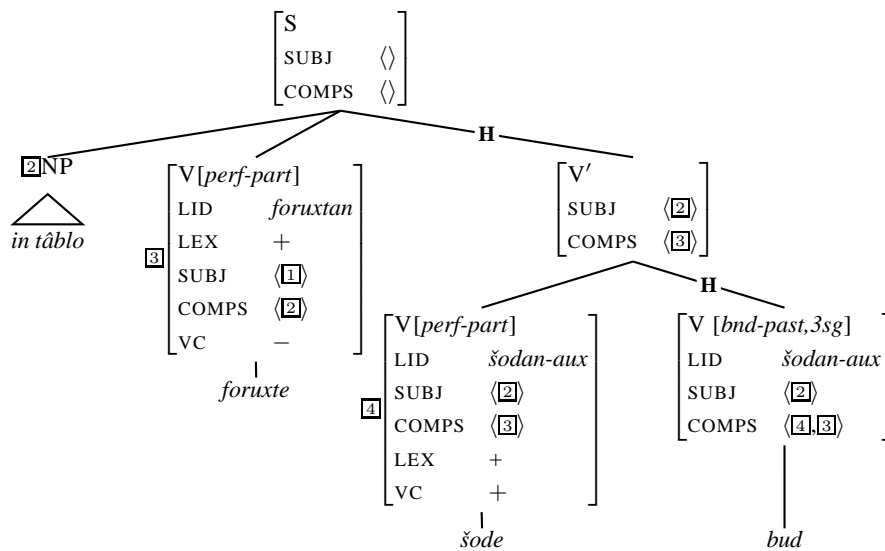 S
SUBJ ⟨⟩
COMPS ⟨⟩
H
2 NP
in tâblo
3
V[perf-part]
LID foruxtan
LEX +
SUBJ ⟨1⟩
COMPS ⟨2⟩
VC −
foruxte
V′
SUBJ ⟨2⟩
COMPS ⟨3⟩
H
4
V[perf-part]
LID šodan-aux
SUBJ ⟨2⟩
COMPS ⟨3⟩
LEX +
VC +
šode
V [bnd-past,3sg]
LID šodan-aux
SUBJ ⟨2⟩
COMPS ⟨4,3⟩
bud